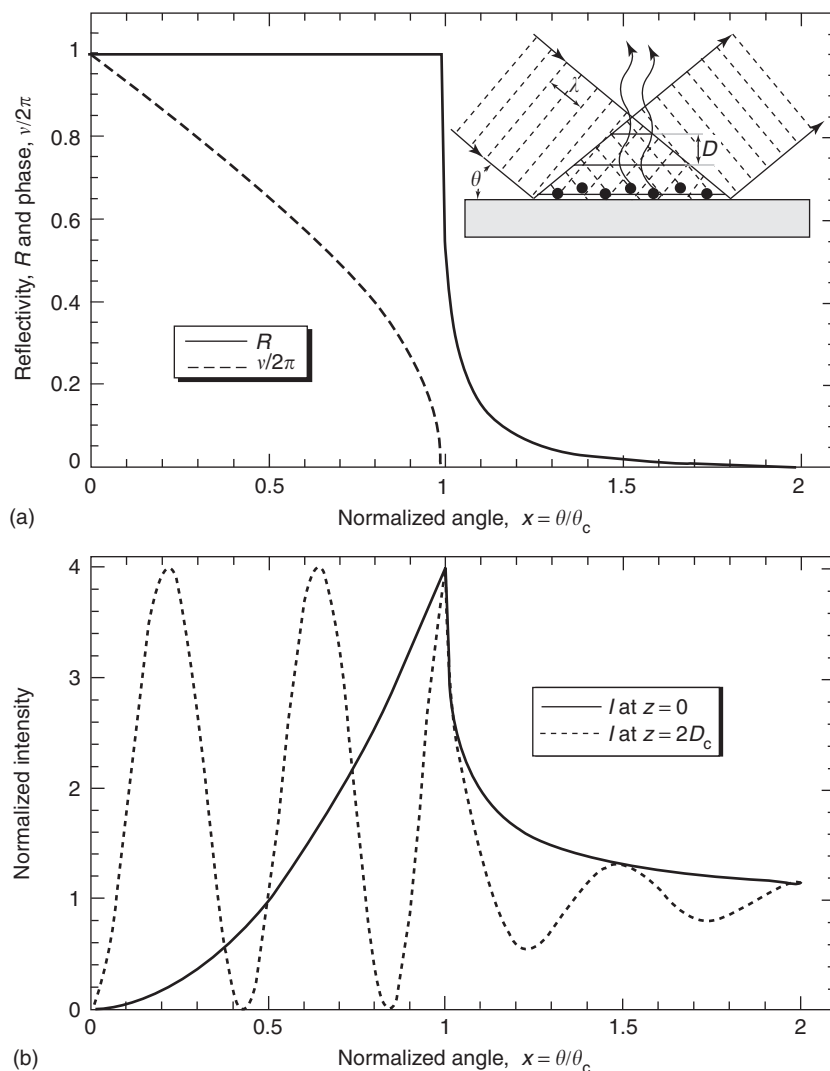 1
0.8
0.6
0.4
0.2
0
Reflectivity, R and phase, v/2π
R
v/2π
λ
θ
D
0 0.5 1 1.5 2
(a)
Normalized angle, x = θ/θc
4
3
2
1
0
Normalized intensity
I at z = 0
I at z = 2Dc
0 0.5 1 1.5 2
(b)
Normalized angle, x = θ/θc